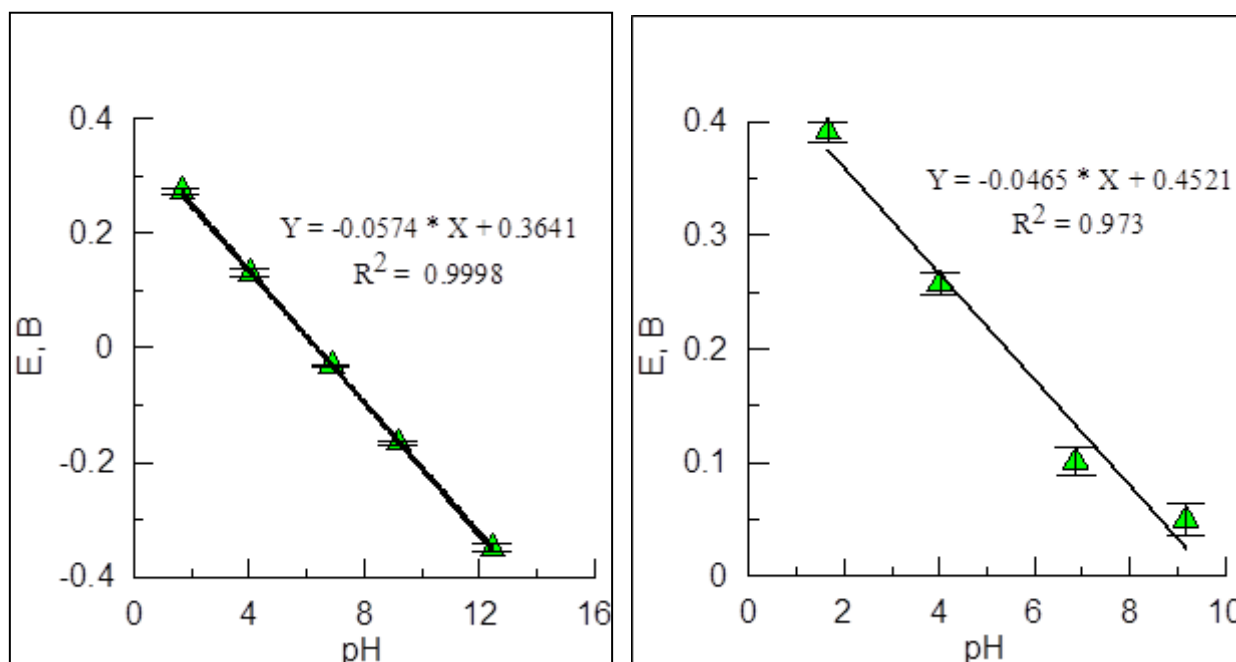 0.4
0.2
0
-0.2
-0.4
E, B
Y = -0.0574 * X + 0.3641
R² = 0.9998
0 4 8 12 16
pH
0.4
0.3
0.2
0.1
0
E, B
Y = -0.0465 * X + 0.4521
R² = 0.973
0 2 4 6 8 10
pH